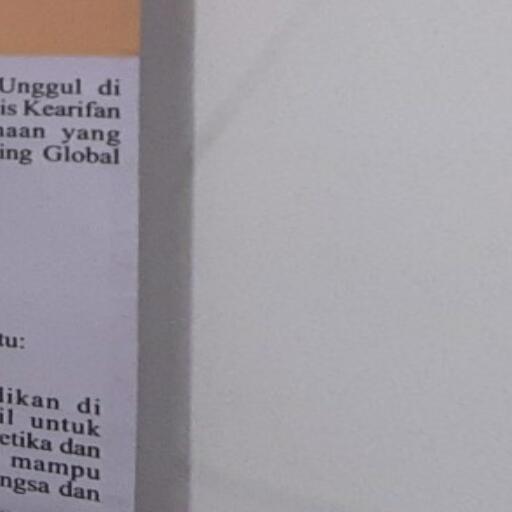 Unggul di
is Kearifan
naan yang
ing Global
tu:
likan di
il untuk
etika dan
mampu
ngsa dan